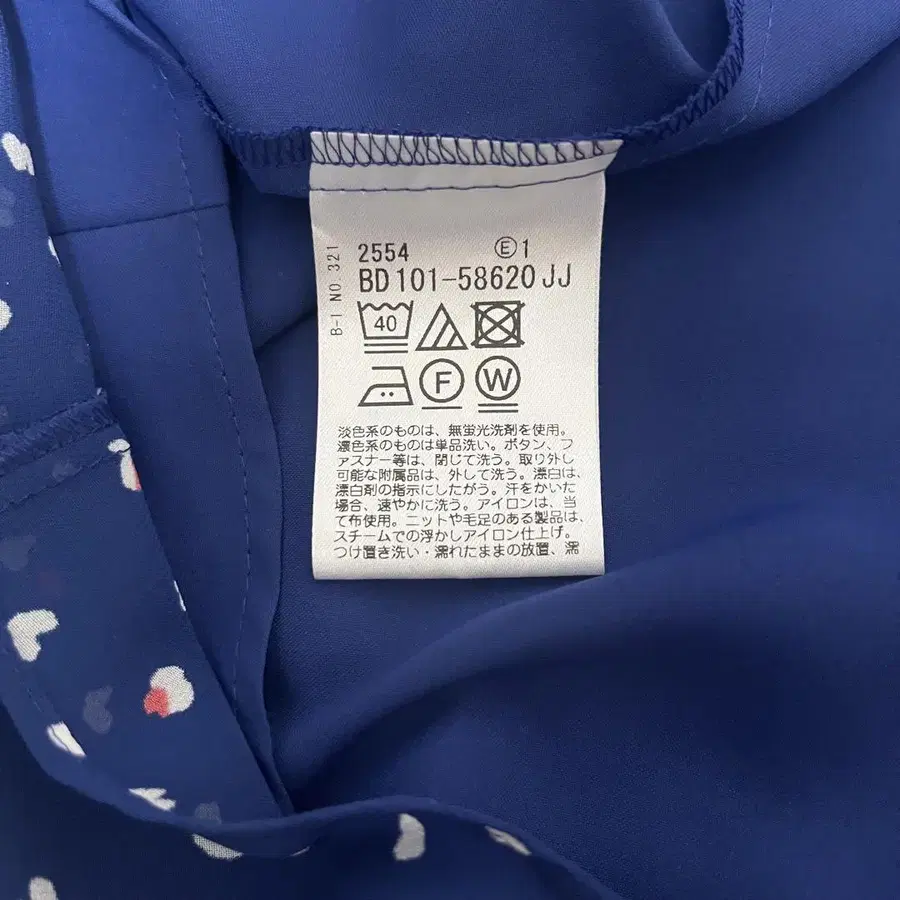 B-1 NO. 321
2554 Ⓔ1
BD101-58620JJ
40
F W
淡色系のものは、無蛍光洗剤を使用。
濃色系のものは単品洗い。ボタン、フ
ァスナー等は、閉じて洗う。取り外し
可能な附属品は、外して洗う。漂白は、
漂白剤の指示にしたがう。汗をかいた
場合、速やかに洗う。アイロンは、当
て布使用。ニットや毛足のある製品は、
スチームでの浮かしアイロン仕上げ。
つけ置き洗い・濡れたままの放置、濡